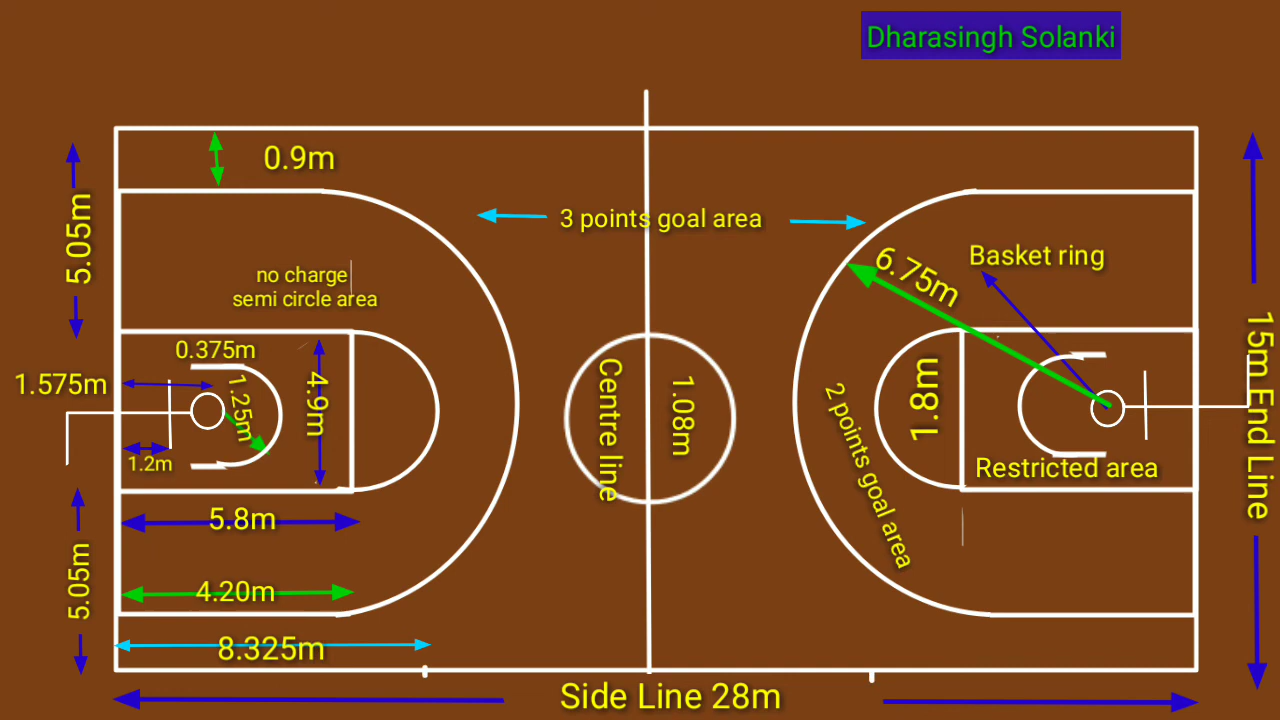 Dharasingh Solanki
0.9m
5.05m
3 points goal area
6.75m
Basket ring
no charge
semi circle area
0.375m
1.575m
1.25m
4.9m
1.2m
Centre line
1.08m
2 points goal area
1.8m
Restricted area
15m End Line
5.8m
5.05m
4.20m
8.325m
Side Line 28m